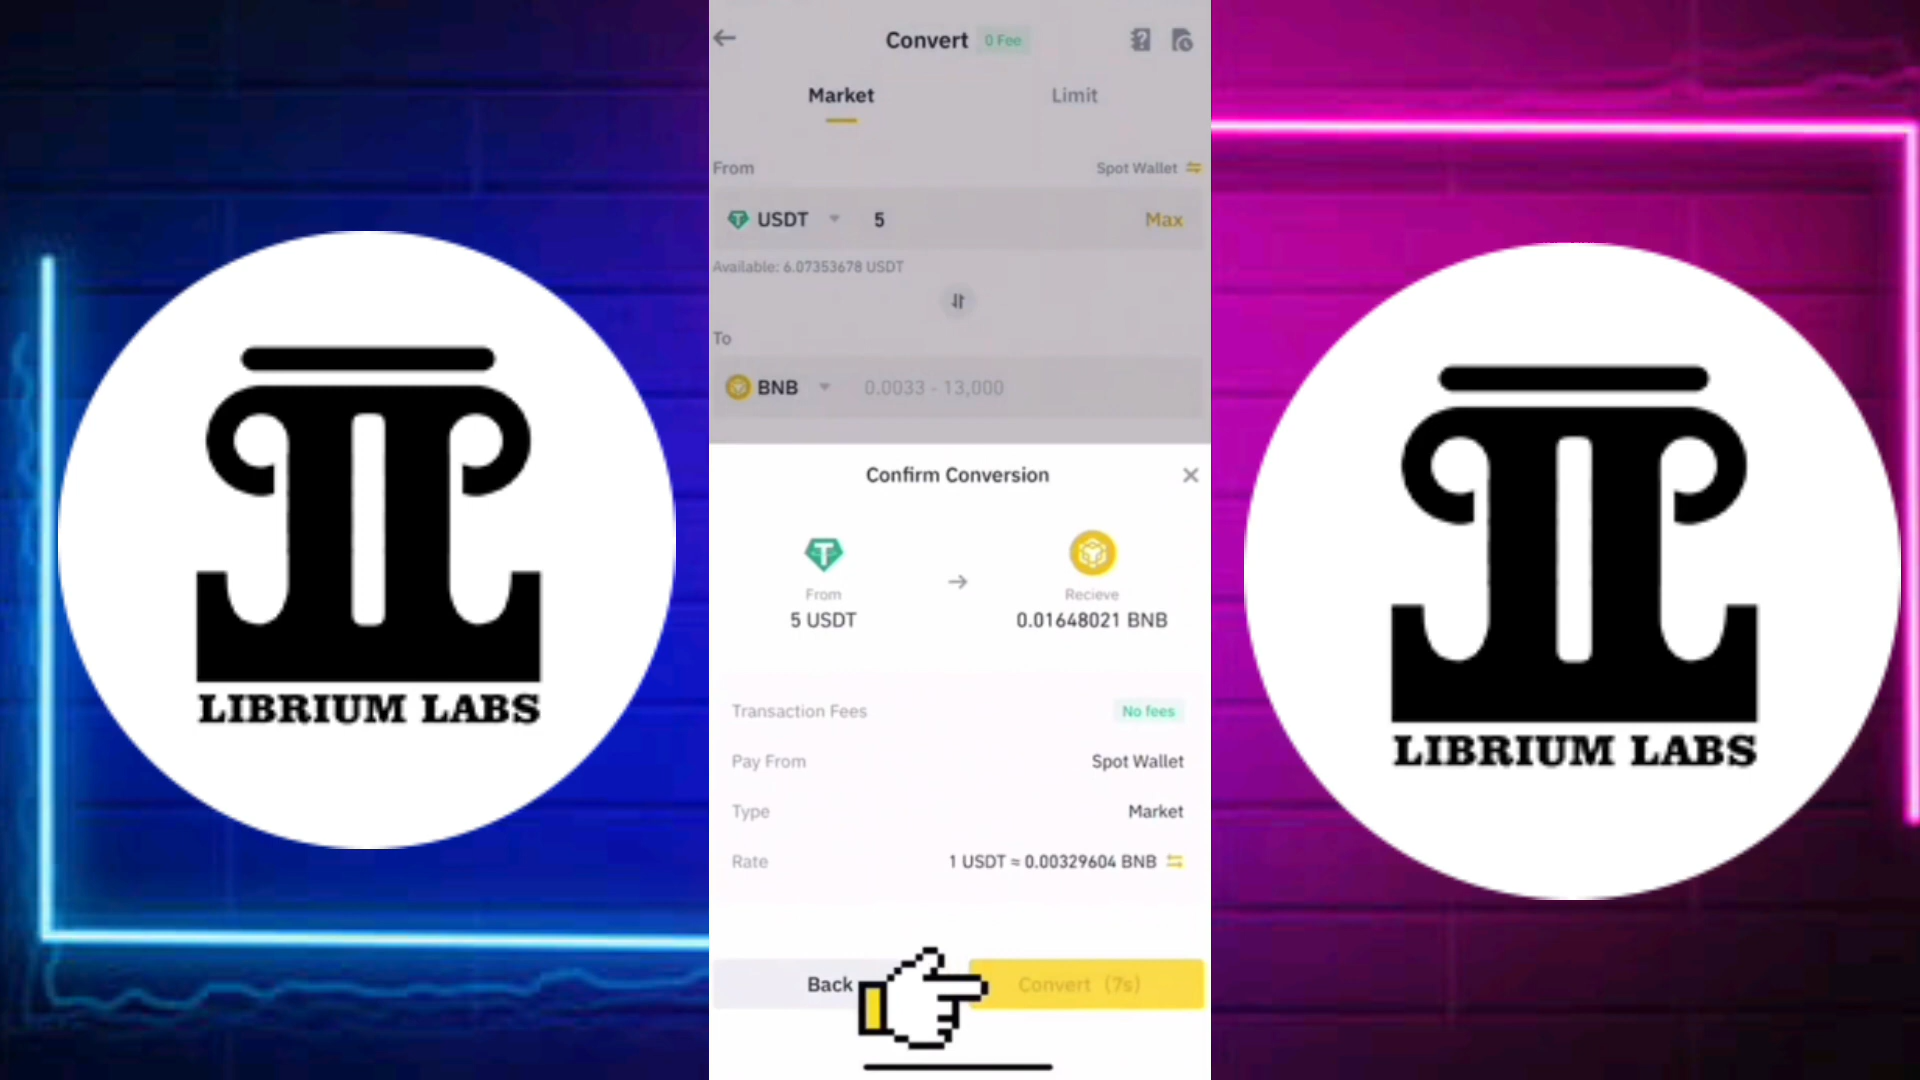 Convert 0 Fee
Market Limit
From Spot Wallet
USDT 5 Max
Available: 6.07353678 USDT
To
BNB 0.0033 - 13,000
Confirm Conversion
From Recieve
5 USDT 0.01648021 BNB
Transaction Fees No fees
Pay From Spot Wallet
Type Market
Rate 1 USDT ≈ 0.00329604 BNB
Back Convert (7s)
LIBRIUM LABS
LIBRIUM LABS